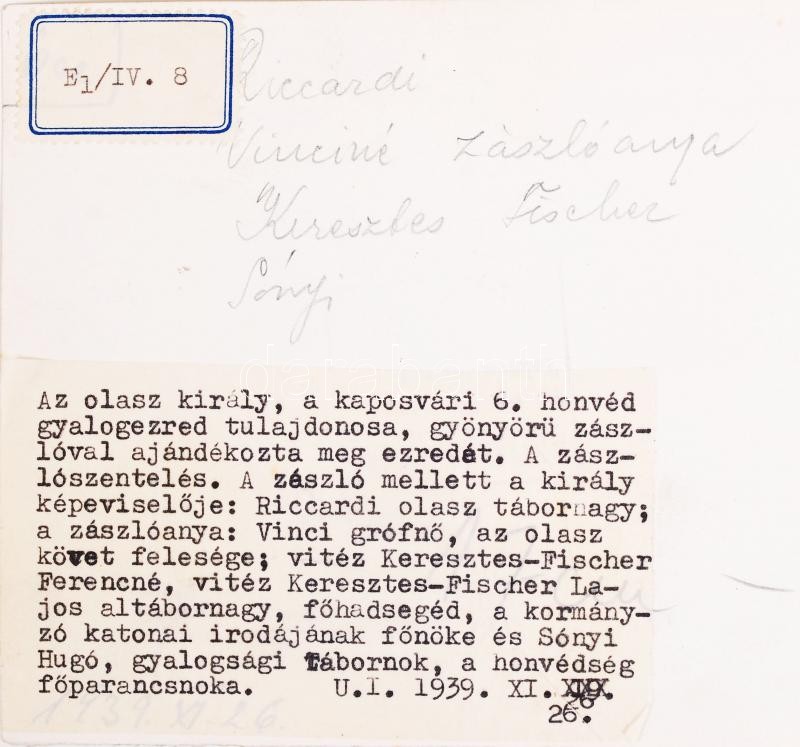 E1/IV. 8
Riccardi
Vinciné zászlóanya
Keresztes Fischer
Sónyi
darabanth
Az olasz király, a kaposvári 6. honvéd
gyalogezred tulajdonosa, gyönyörü zász-
lóval ajándékozta meg ezredét. A zász-
lószentelés. A zászló mellett a király
képeviselője: Riccardi olasz tábornagy;
a zászlóanya: Vinci grófnő, az olasz
követ felesége; vitéz Keresztes-Fischer
Ferencné, vitéz Keresztes-Fischer La-
jos altábornagy, főhadsegéd, a kormány-
zó katonai irodájának főnöke és Sónyi
Hugó, gyalogsági tábornok, a honvédség
főparancsnoka. U.I. 1939. XI.
26.
1939. XI 26.